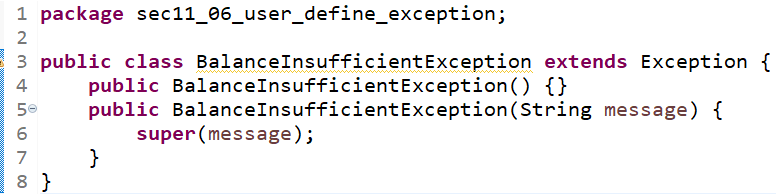 1 package sec11_06_user_define_exception;
2
3 public class BalanceInsufficientException extends Exception {
4     public BalanceInsufficientException() {}
5     public BalanceInsufficientException(String message) {
6         super(message);
7     }
8 }